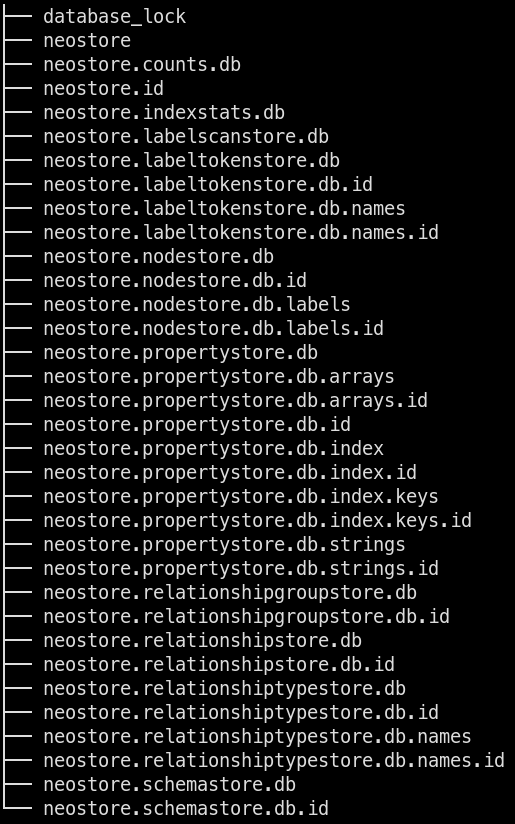 ├── database_lock
├── neostore
├── neostore.counts.db
├── neostore.id
├── neostore.indexstats.db
├── neostore.labelscanstore.db
├── neostore.labeltokenstore.db
├── neostore.labeltokenstore.db.id
├── neostore.labeltokenstore.db.names
├── neostore.labeltokenstore.db.names.id
├── neostore.nodestore.db
├── neostore.nodestore.db.id
├── neostore.nodestore.db.labels
├── neostore.nodestore.db.labels.id
├── neostore.propertystore.db
├── neostore.propertystore.db.arrays
├── neostore.propertystore.db.arrays.id
├── neostore.propertystore.db.id
├── neostore.propertystore.db.index
├── neostore.propertystore.db.index.id
├── neostore.propertystore.db.index.keys
├── neostore.propertystore.db.index.keys.id
├── neostore.propertystore.db.strings
├── neostore.propertystore.db.strings.id
├── neostore.relationshipgroupstore.db
├── neostore.relationshipgroupstore.db.id
├── neostore.relationshipstore.db
├── neostore.relationshipstore.db.id
├── neostore.relationshiptypestore.db
├── neostore.relationshiptypestore.db.id
├── neostore.relationshiptypestore.db.names
├── neostore.relationshiptypestore.db.names.id
├── neostore.schemastore.db
└── neostore.schemastore.db.id